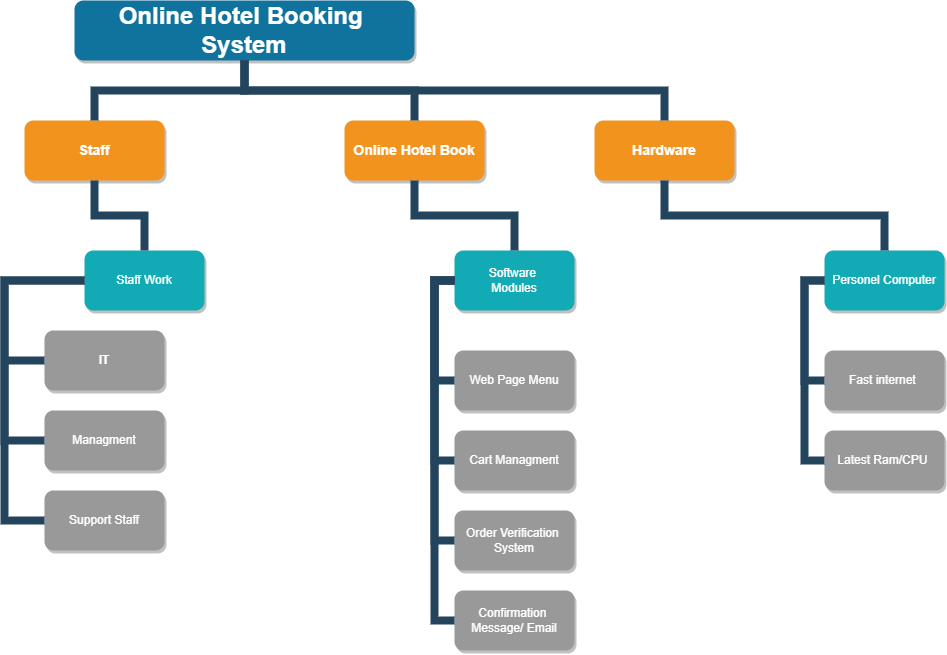 Online Hotel Booking
System
Staff
Online Hotel Book
Hardware
Staff Work
Software
Modules
Personel Computer
IT
Managment
Support Staff
Web Page Menu
Cart Managment
Order Verification
System
Confirmation
Message/ Email
Fast internet
Latest Ram/CPU